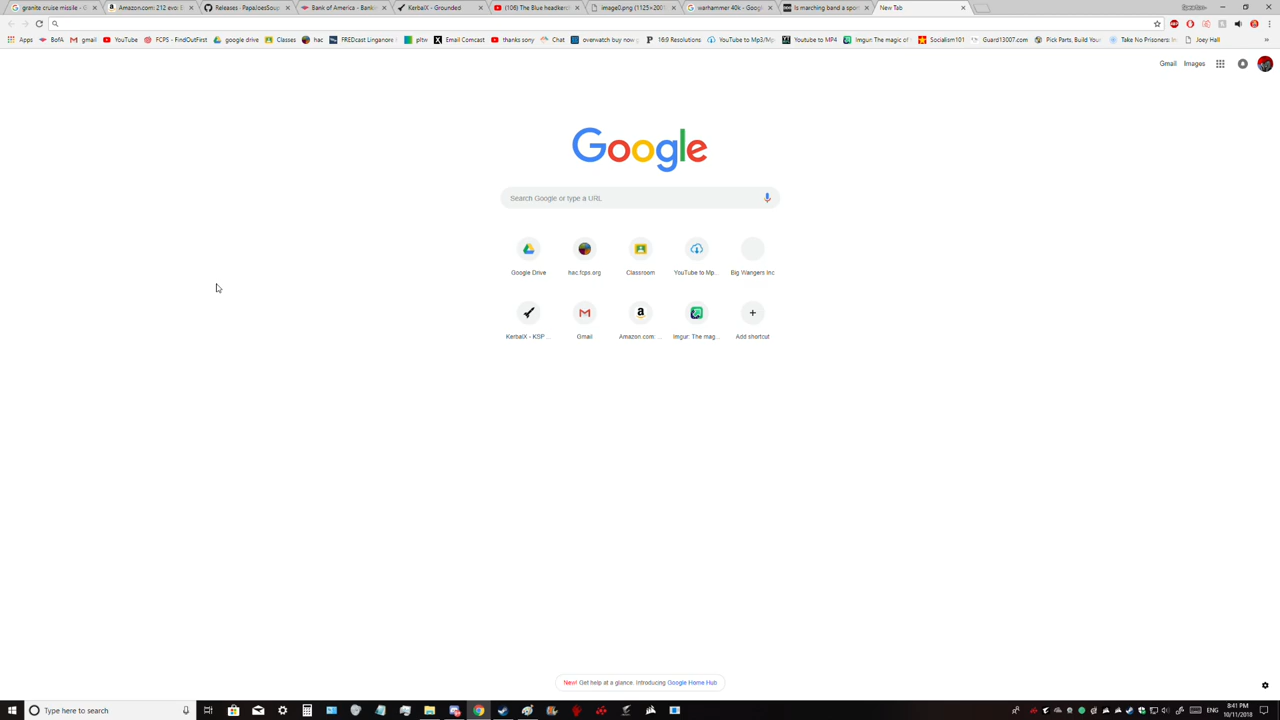 granite cruise missile - G
Amazon.com: 212 evo: E
Releases · PapaJoesSoup
Bank of America - Banki
KerbalX - Grounded
(106) The Blue headkerch
image0.png (1125×2001)
warhammer 40k - Googl
Is marching band a spor
New Tab
Apps
BofA
gmail
YouTube
FCPS - FindOutFirst
google drive
Classes
hac
FREDcast Linganore
pltw
Email Comcast
thanks sony
Chat
overwatch buy now
16:9 Resolutions
YouTube to Mp3/Mp
Youtube to MP4
Imgur: The magic of
Socialism101
Guard13007.com
Pick Parts, Build Your
Take No Prisoners: In
Joey Hall
»
Gmail
Images
Google
Search Google or type a URL
Google Drive
hac.fcps.org
Classroom
YouTube to Mp...
Big Wangers Inc
KerbalX - KSP ...
Gmail
Amazon.com: ...
Imgur: The mag...
Add shortcut
New! Get help at a glance. Introducing Google Home Hub
Type here to search
ENG
8:41 PM
10/11/2018